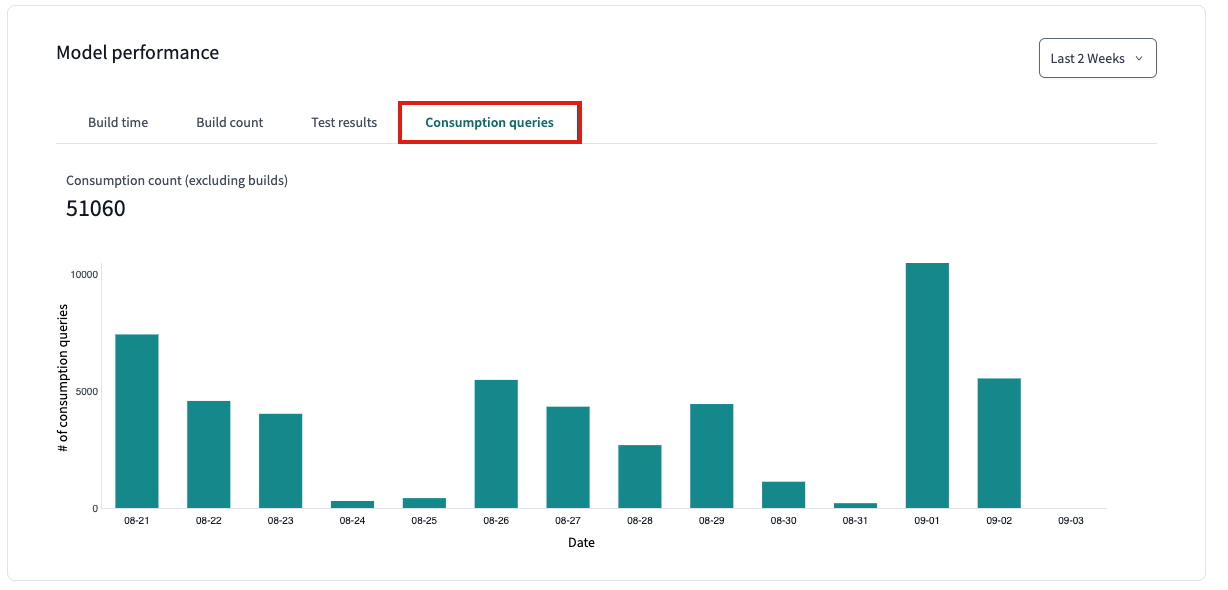 Model performance
Last 2 Weeks
Build time
Build count
Test results
Consumption queries
Consumption count (excluding builds)
51060
# of consumption queries
10000
5000
0
08-21
08-22
08-23
08-24
08-25
08-26
08-27
08-28
08-29
08-30
08-31
09-01
09-02
09-03
Date